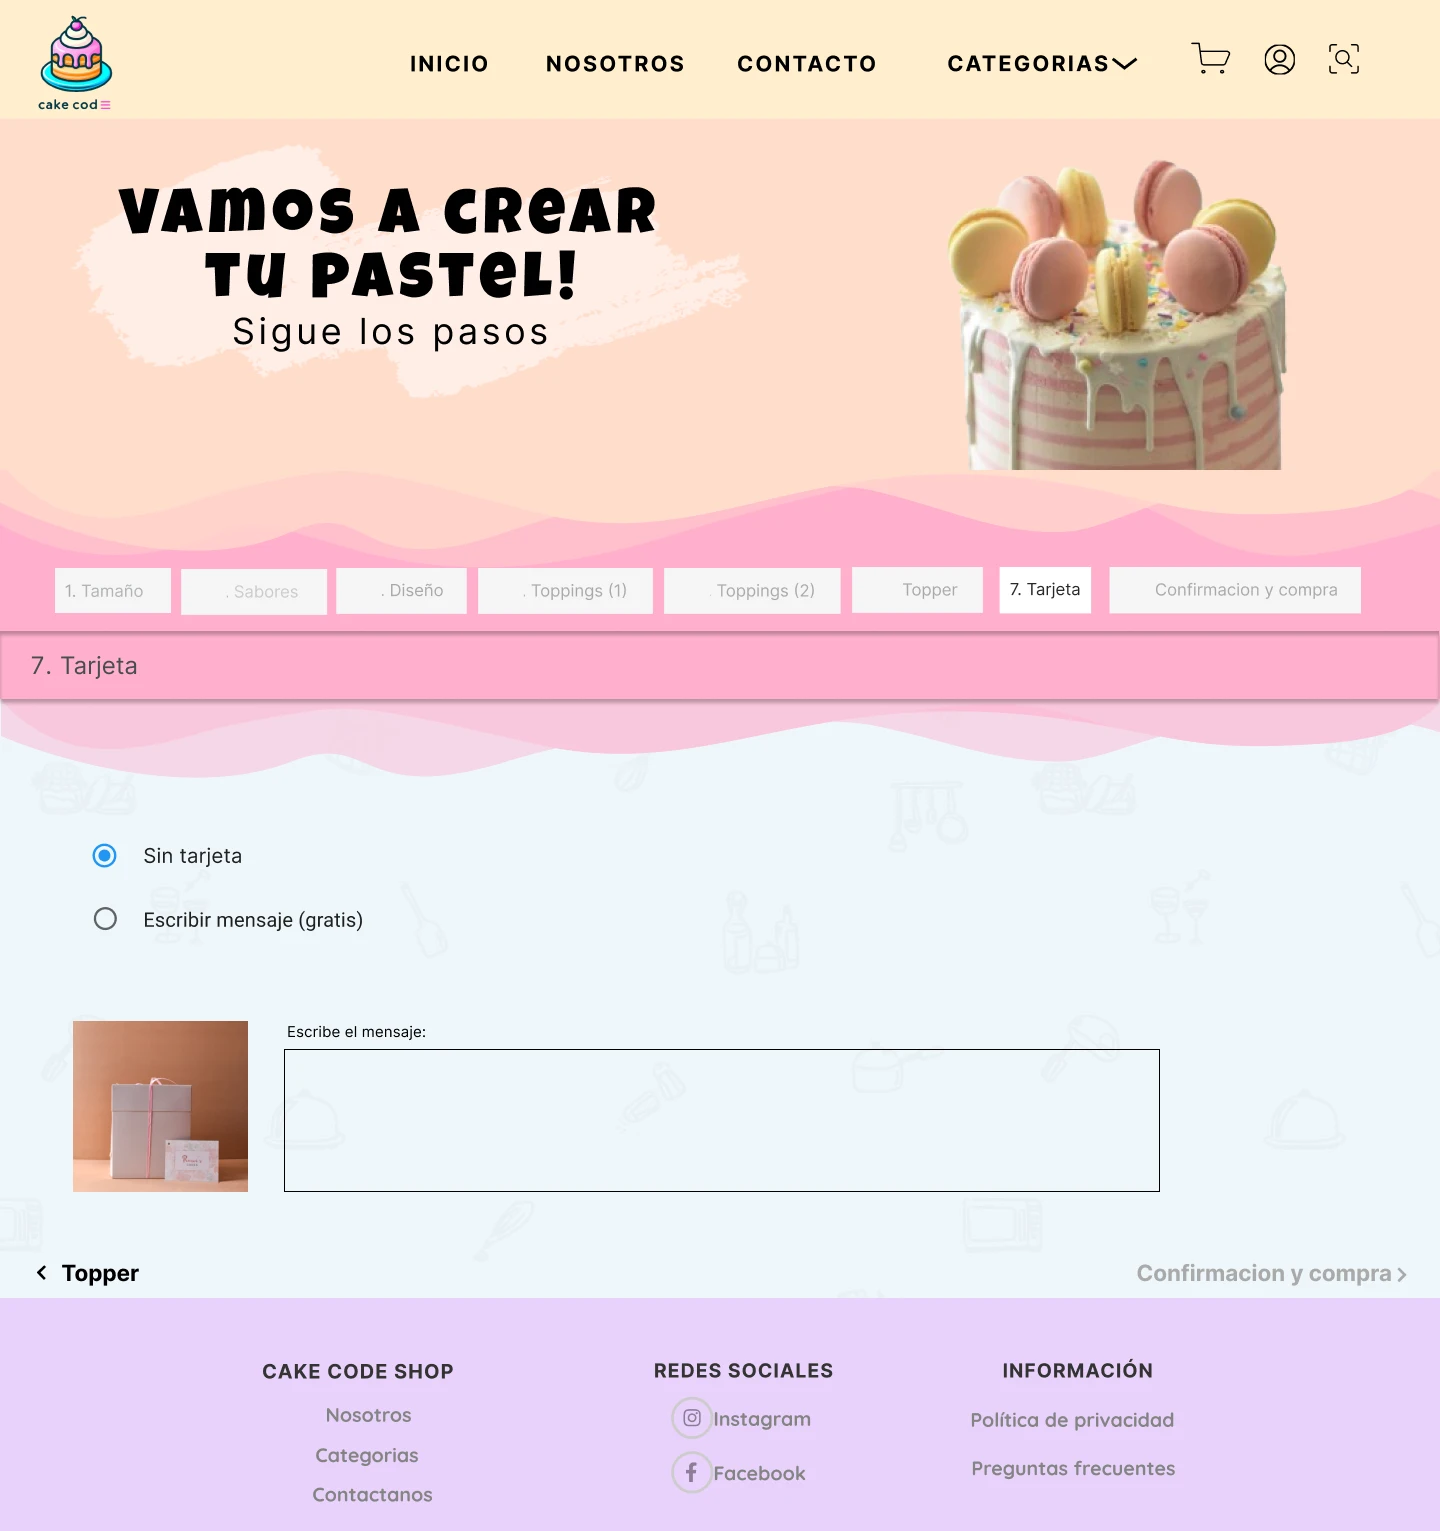 cake cod
INICIO
NOSOTROS
CONTACTO
CATEGORIAS
VAMOS A CREAR
TU PASTEL!
Sigue los pasos
1. Tamaño
. Sabores
. Diseño
. Toppings (1)
. Toppings (2)
Topper
7. Tarjeta
Confirmacion y compra
7. Tarjeta
Sin tarjeta
Escribir mensaje (gratis)
Escribe el mensaje:
Topper
Confirmacion y compra
CAKE CODE SHOP
Nosotros
Categorias
Contactanos
REDES SOCIALES
Instagram
Facebook
INFORMACIÓN
Política de privacidad
Preguntas frecuentes